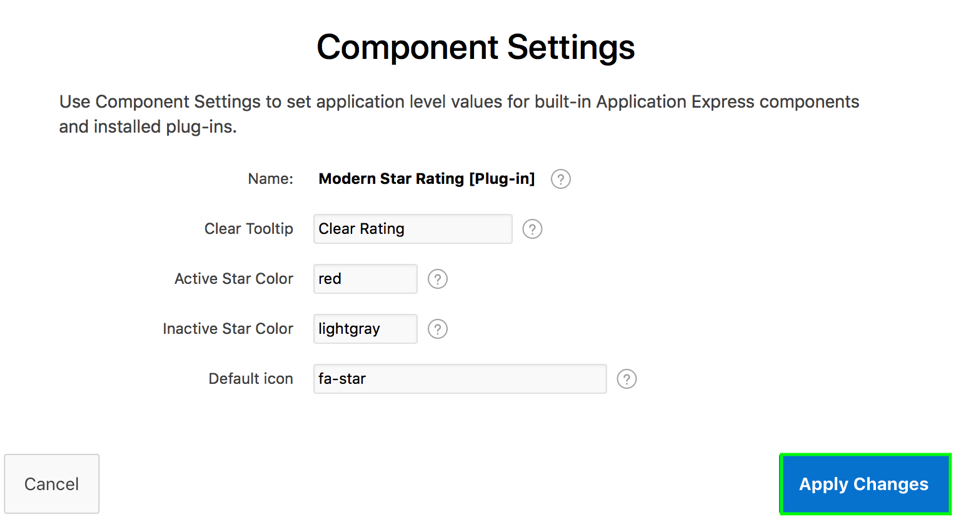 Component Settings
Use Component Settings to set application level values for built-in Application Express components
and installed plug-ins.
Name: Modern Star Rating [Plug-in] ?
Clear Tooltip Clear Rating ?
Active Star Color red ?
Inactive Star Color lightgray ?
Default icon fa-star ?
Cancel Apply Changes